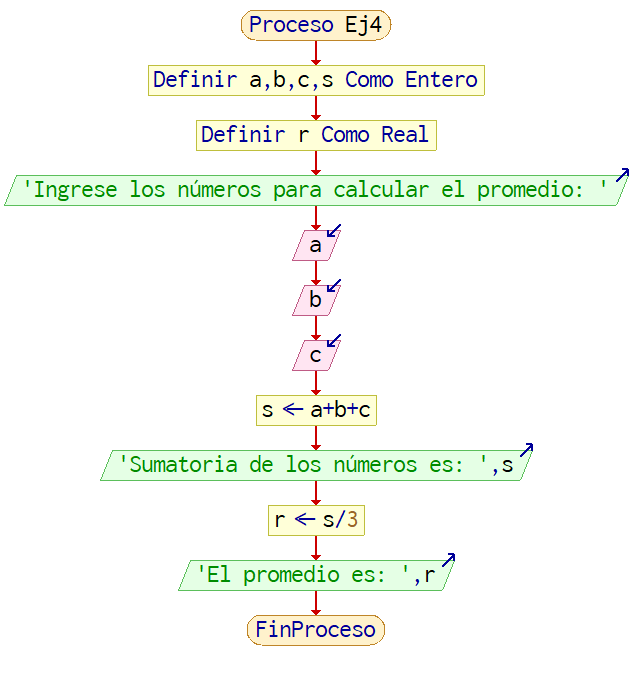 Proceso Ej4
Definir a,b,c,s Como Entero
Definir r Como Real
'Ingrese los números para calcular el promedio: '
a
b
c
s ← a+b+c
'Sumatoria de los números es: ',s
r ← s/3
'El promedio es: ',r
FinProceso